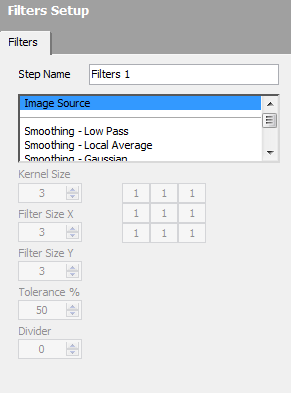 Filters Setup
Filters
Step Name Filters 1
Image Source
Smoothing - Low Pass
Smoothing - Local Average
Smoothing - Gaussian
Kernel Size
3 1 1 1
Filter Size X 1 1 1
3 1 1 1
Filter Size Y
3
Tolerance %
50
Divider
0